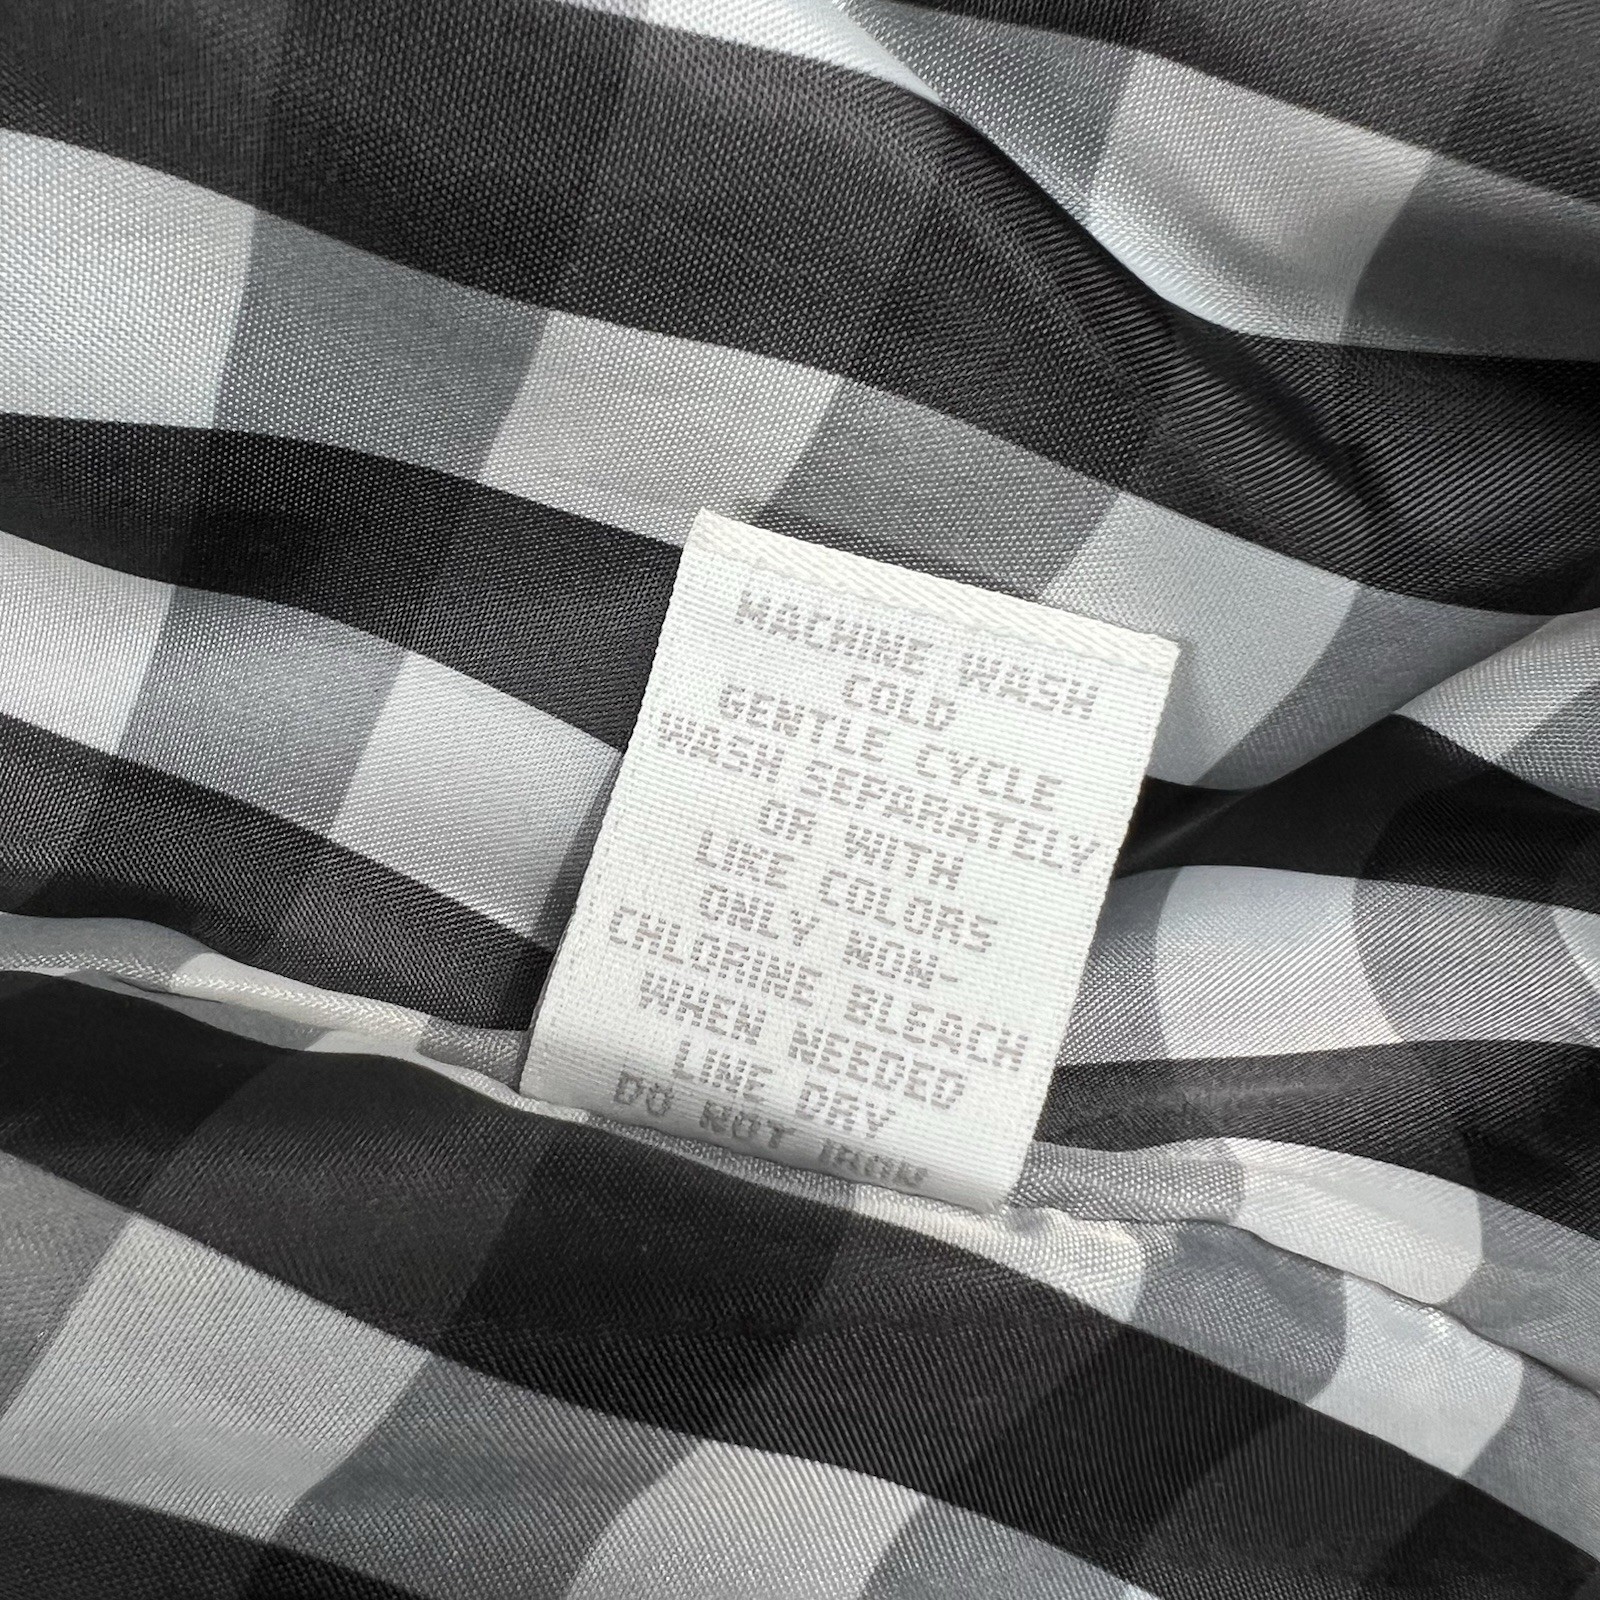 MACHINE WASH
COLD
GENTLE CYCLE
WASH SEPARATELY
OR WITH
LIKE COLORS
ONLY NON-
CHLORINE BLEACH
WHEN NEEDED
LINE DRY
DO NOT IRON